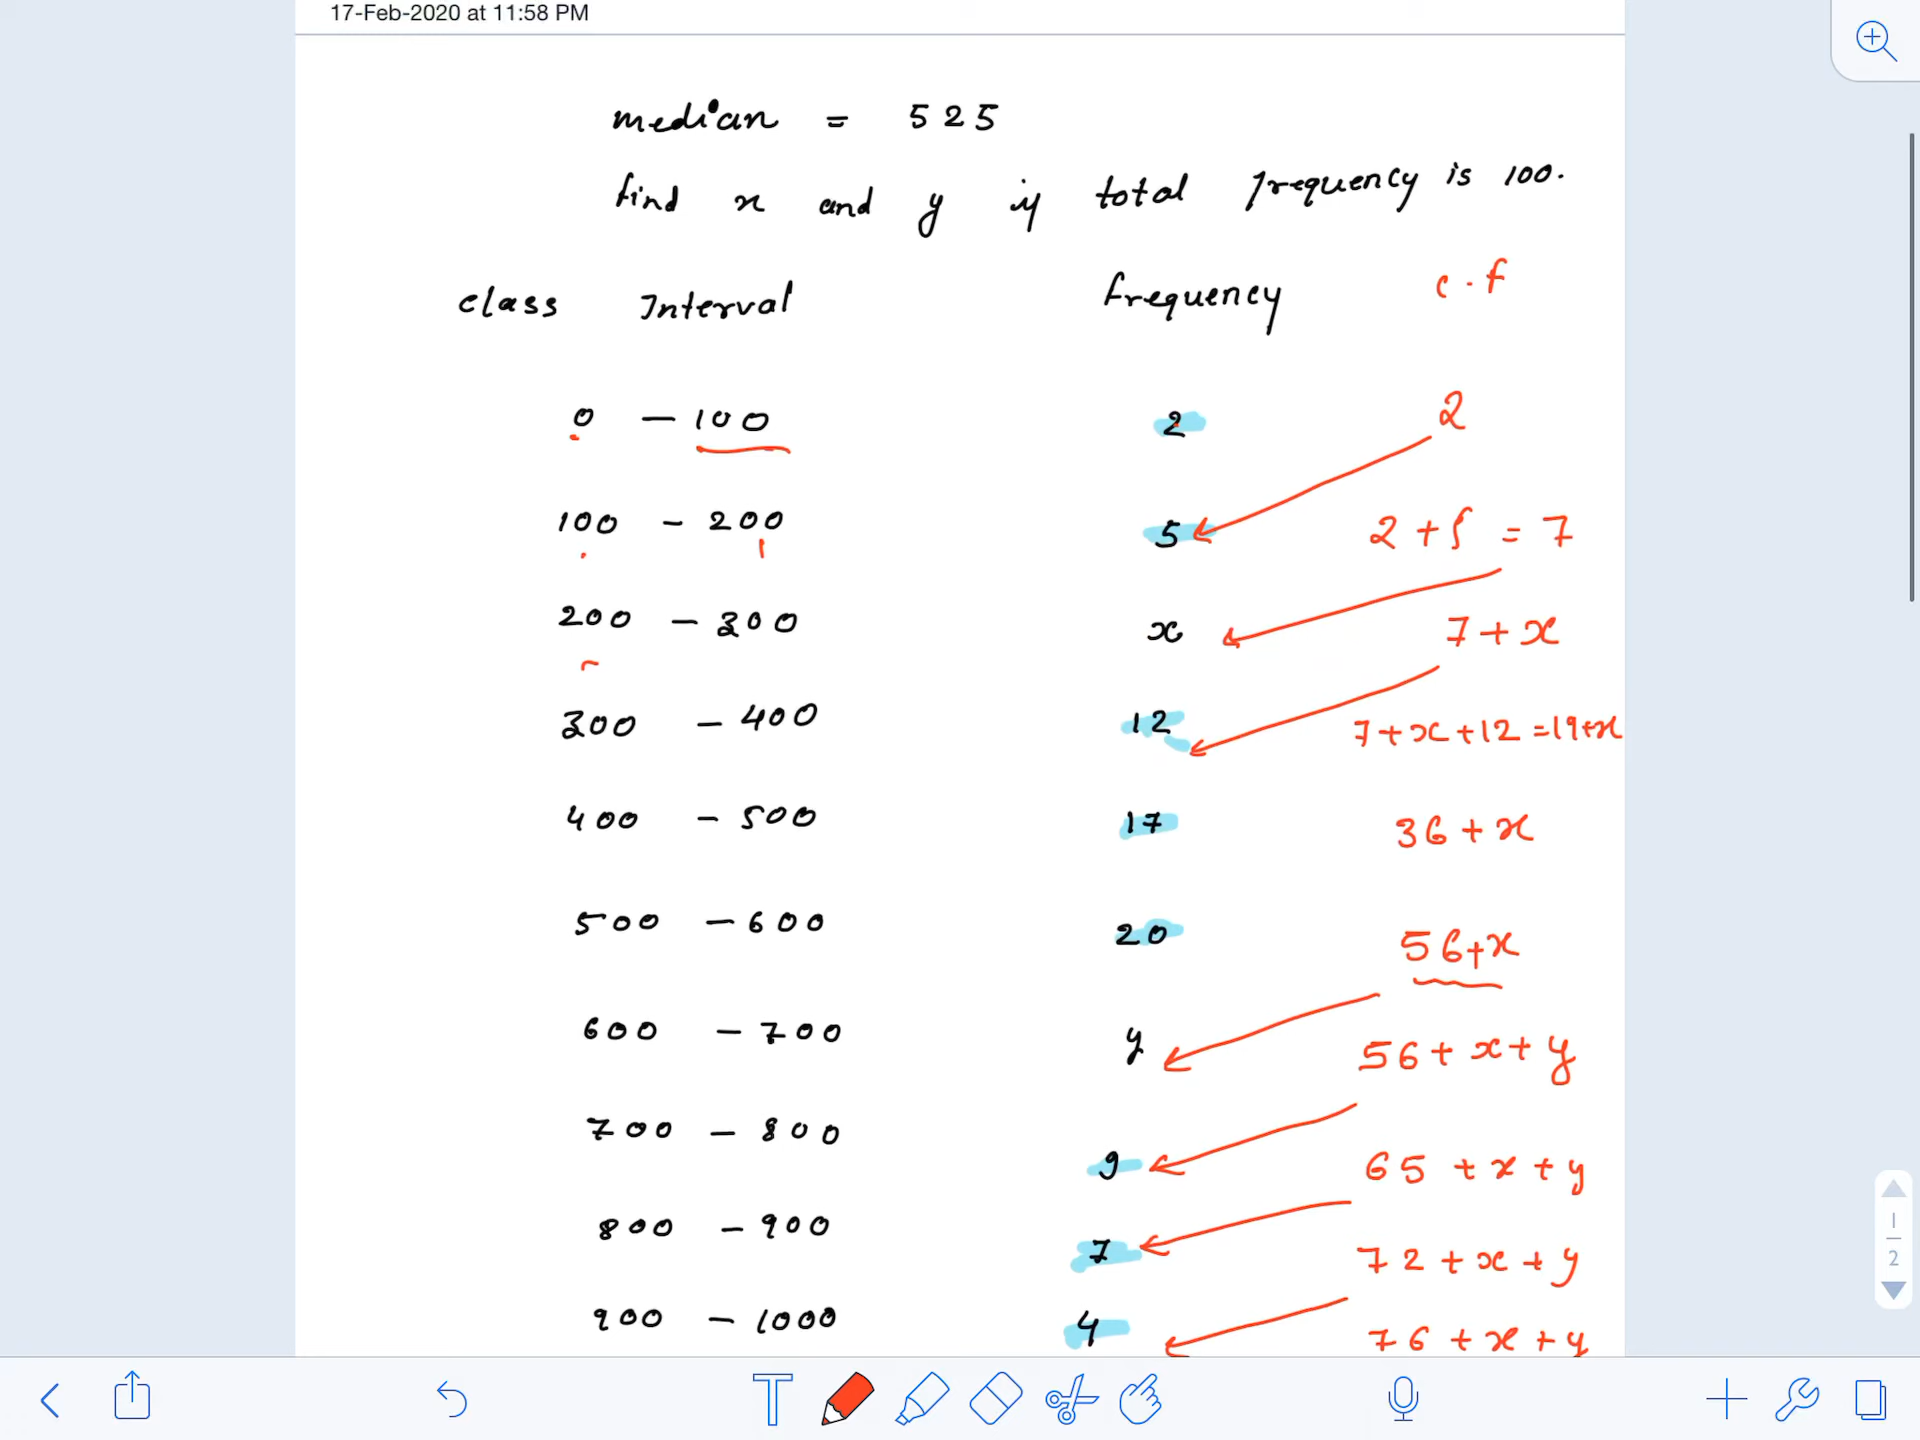 17-Feb-2020 at 11:58 PM
median = 525
find x and y if total frequency is 100.
class Interval frequency c.f
0 - 100 2 2
100 - 200 5 2 + 5 = 7
200 - 300 x 7 + x
300 - 400 12 7 + x + 12 = 19 + x
400 - 500 17 36 + x
500 - 600 20 56 + x
600 - 700 y 56 + x + y
700 - 800 9 65 + x + y
800 - 900 7 72 + x + y
900 - 1000 4 76 + x + y
1
2
T